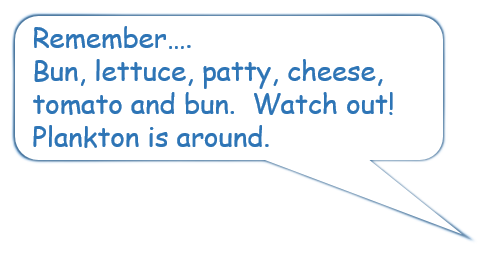 Remember....
Bun, lettuce, patty, cheese,
tomato and bun.  Watch out!
Plankton is around.